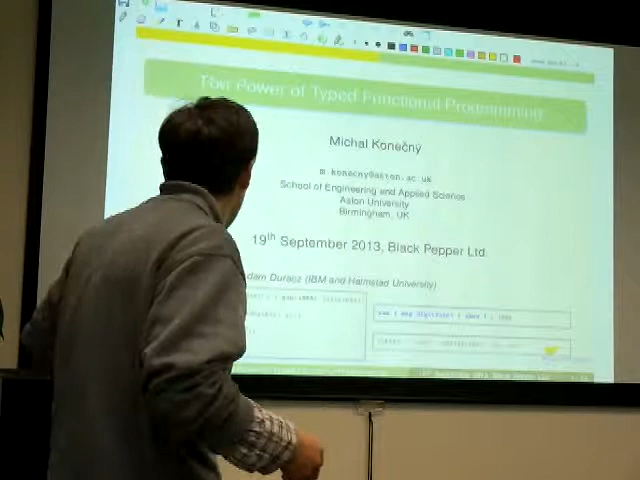 The Power of Typed Functional Programming
Michal Konečný
m.konecny@aston.ac.uk
School of Engineering and Applied Science
Aston University
Birmingham, UK
19th September 2013, Black Pepper Ltd.
dam Duracz (IBM and Halmstad University)